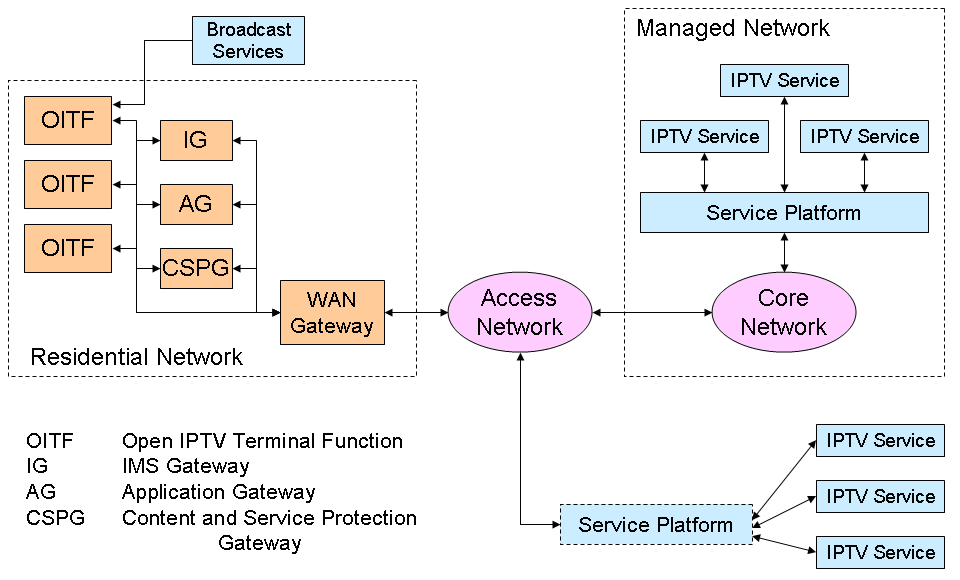 Broadcast
Services
Managed Network
IPTV Service
IPTV Service
IPTV Service
Service Platform
Core
Network
OITF
OITF
OITF
IG
AG
CSPG
WAN
Gateway
Residential Network
Access
Network
OITF Open IPTV Terminal Function
IG IMS Gateway
AG Application Gateway
CSPG Content and Service Protection
Gateway
Service Platform
IPTV Service
IPTV Service
IPTV Service